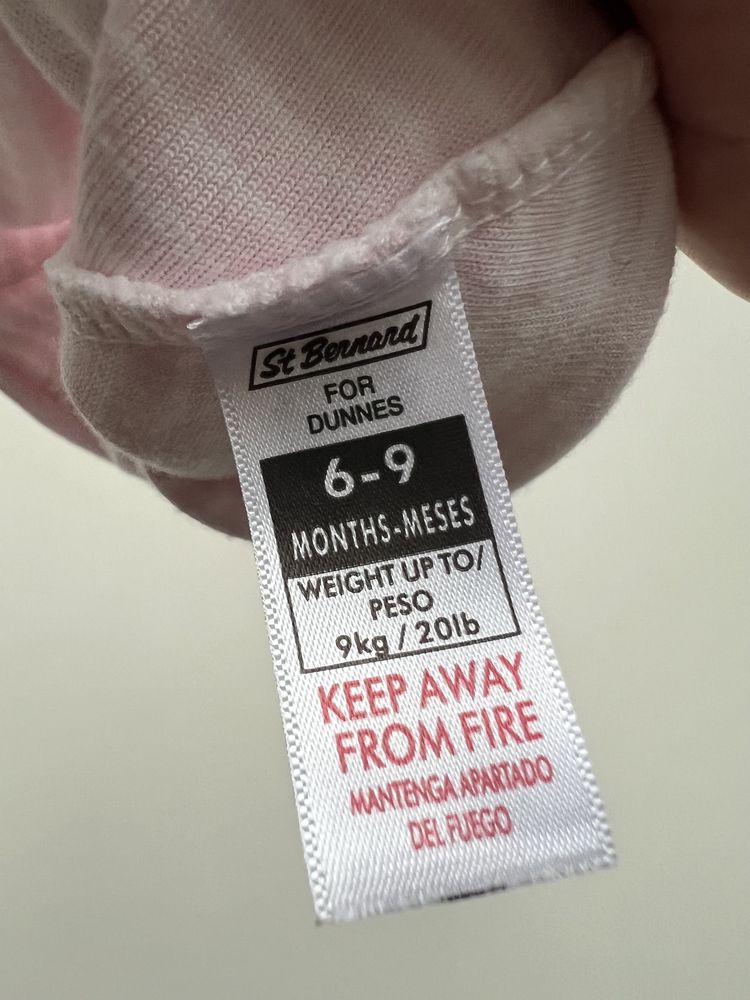 St Bernard
FOR
DUNNES
6-9
MONTHS-MESES
WEIGHT UP TO/
PESO
9kg / 20lb
KEEP AWAY
FROM FIRE
MANTENGA APARTADO
DEL FUEGO